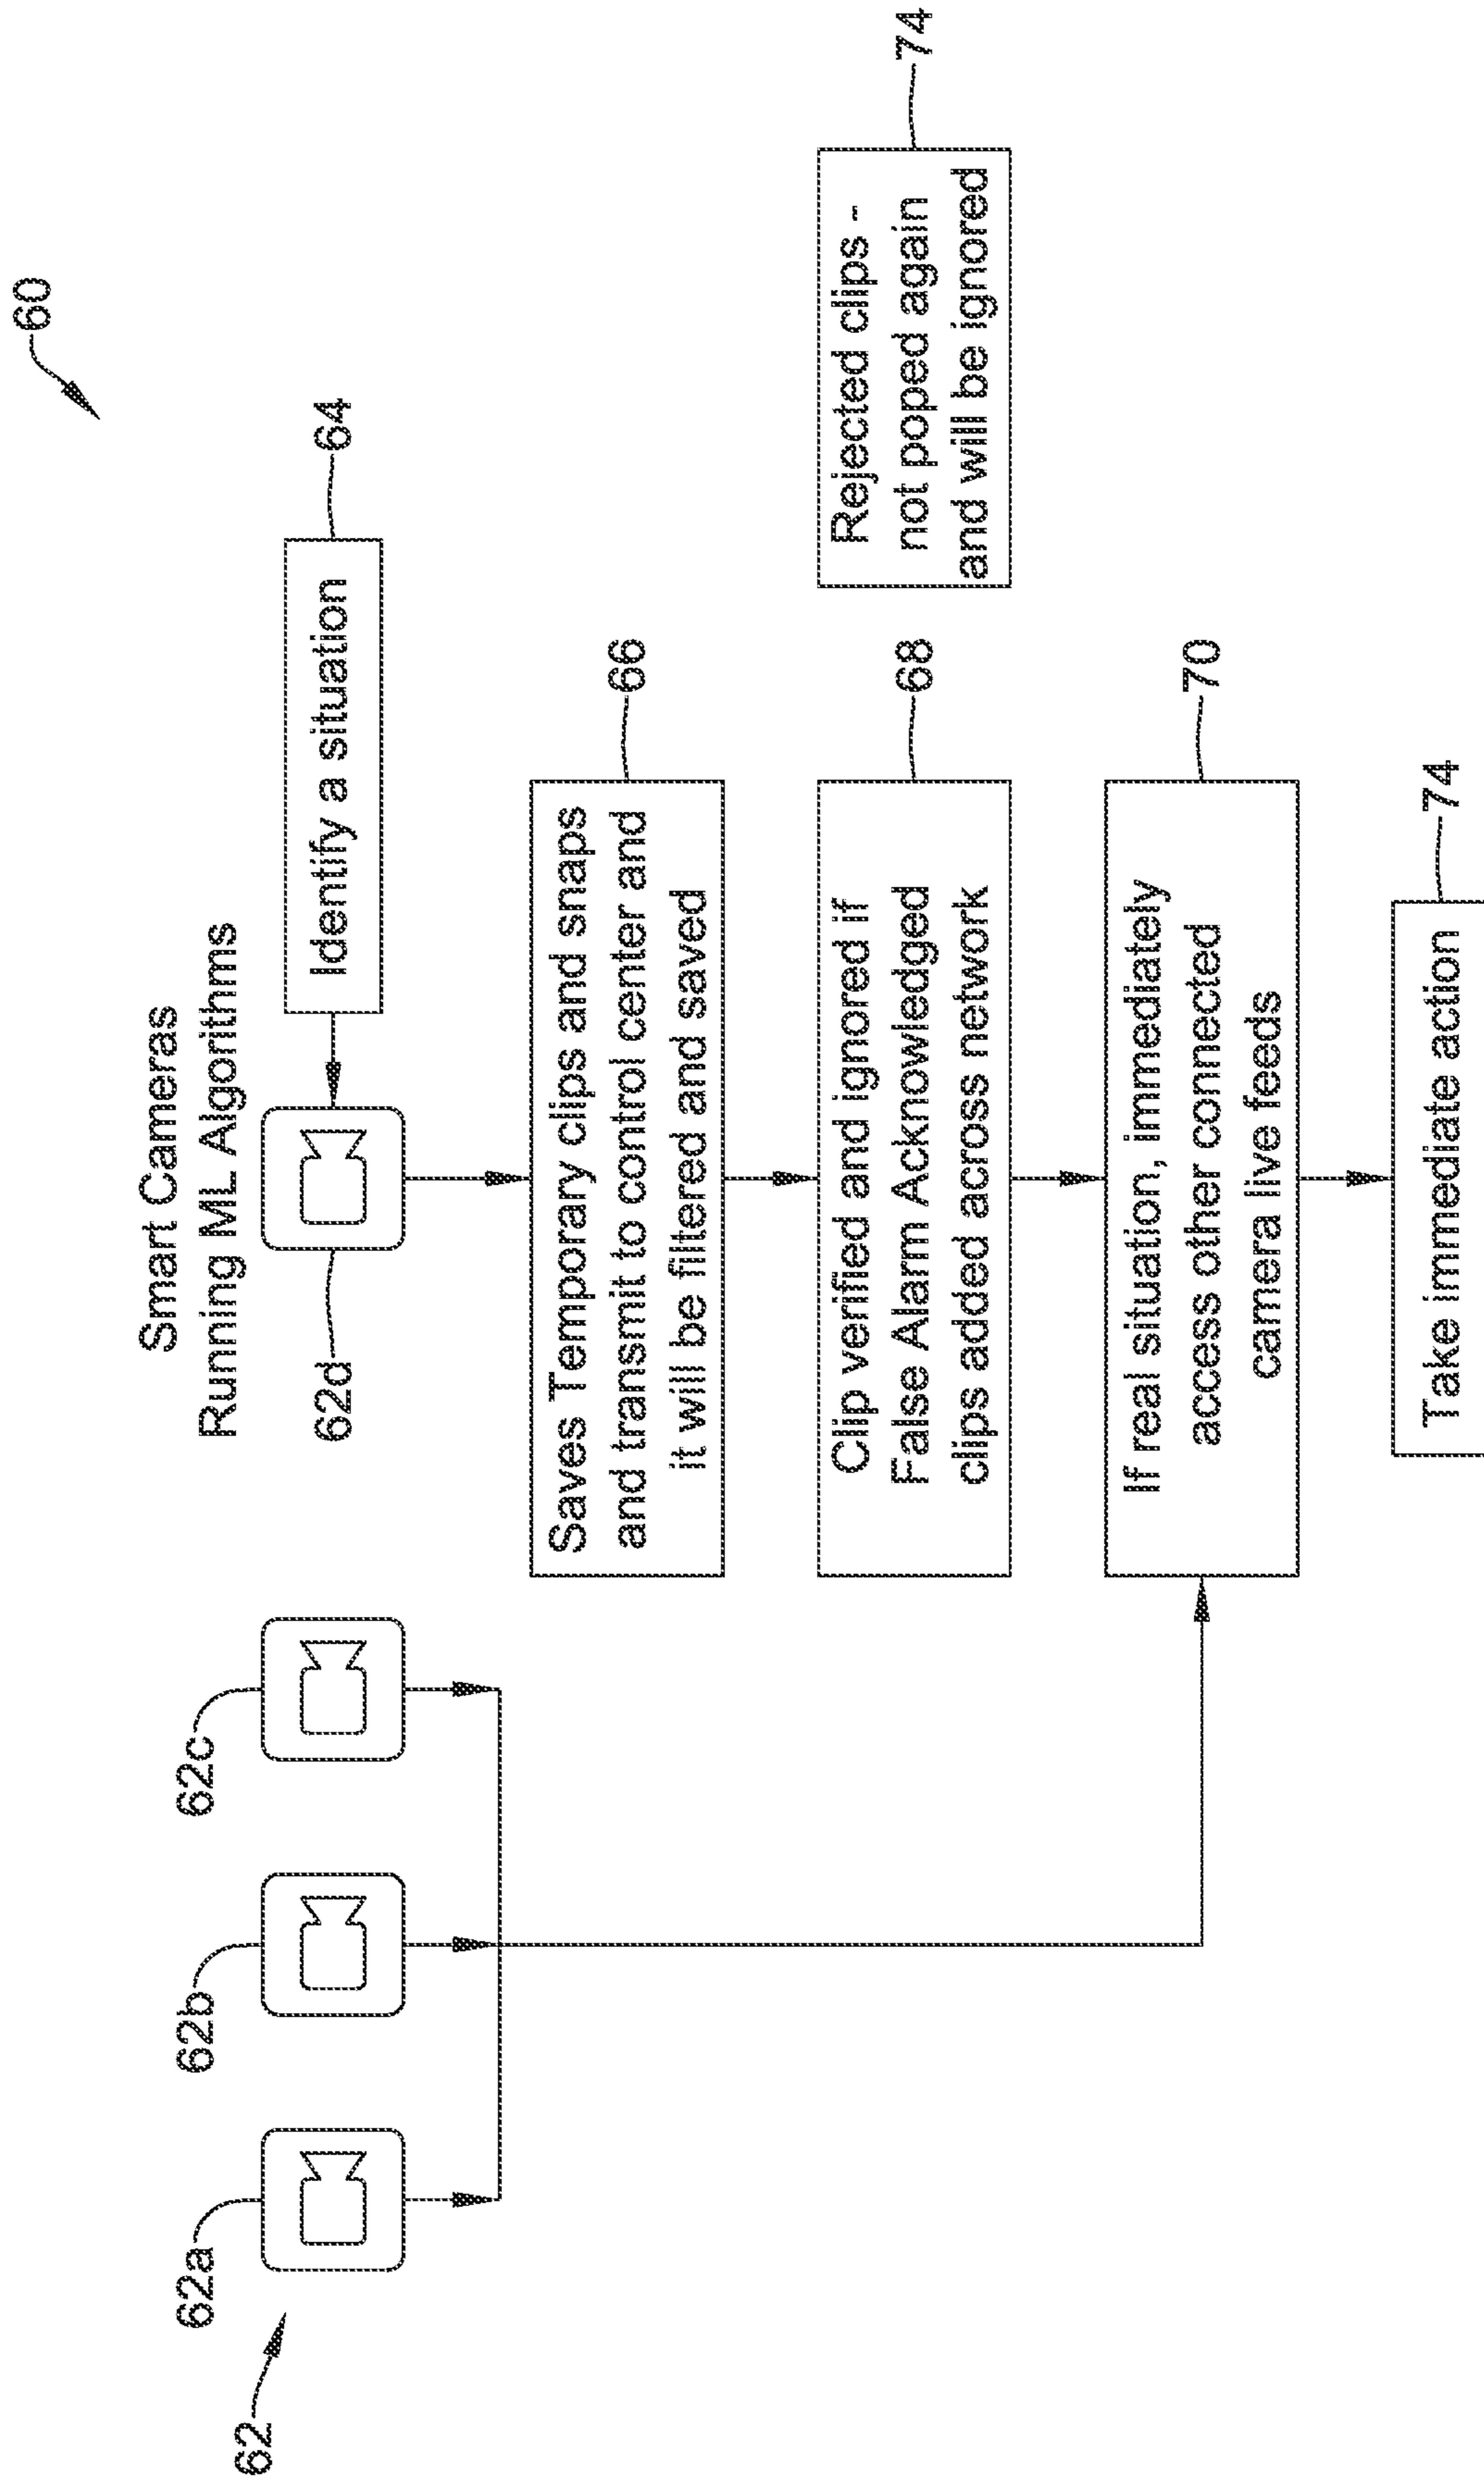 60
Smart Cameras
Running ML Algorithms
62
62a
62b
62c
62d
Identify a situation
64
Saves Temporary clips and snaps
and transmit to control center and
it will be filtered and saved
66
Clip verified and ignored if
False Alarm Acknowledged
clips added across network
68
Rejected clips -
not poped again
and will be ignored
74
If real situation, immediately
access other connected
camera live feeds
70
Take immediate action
74